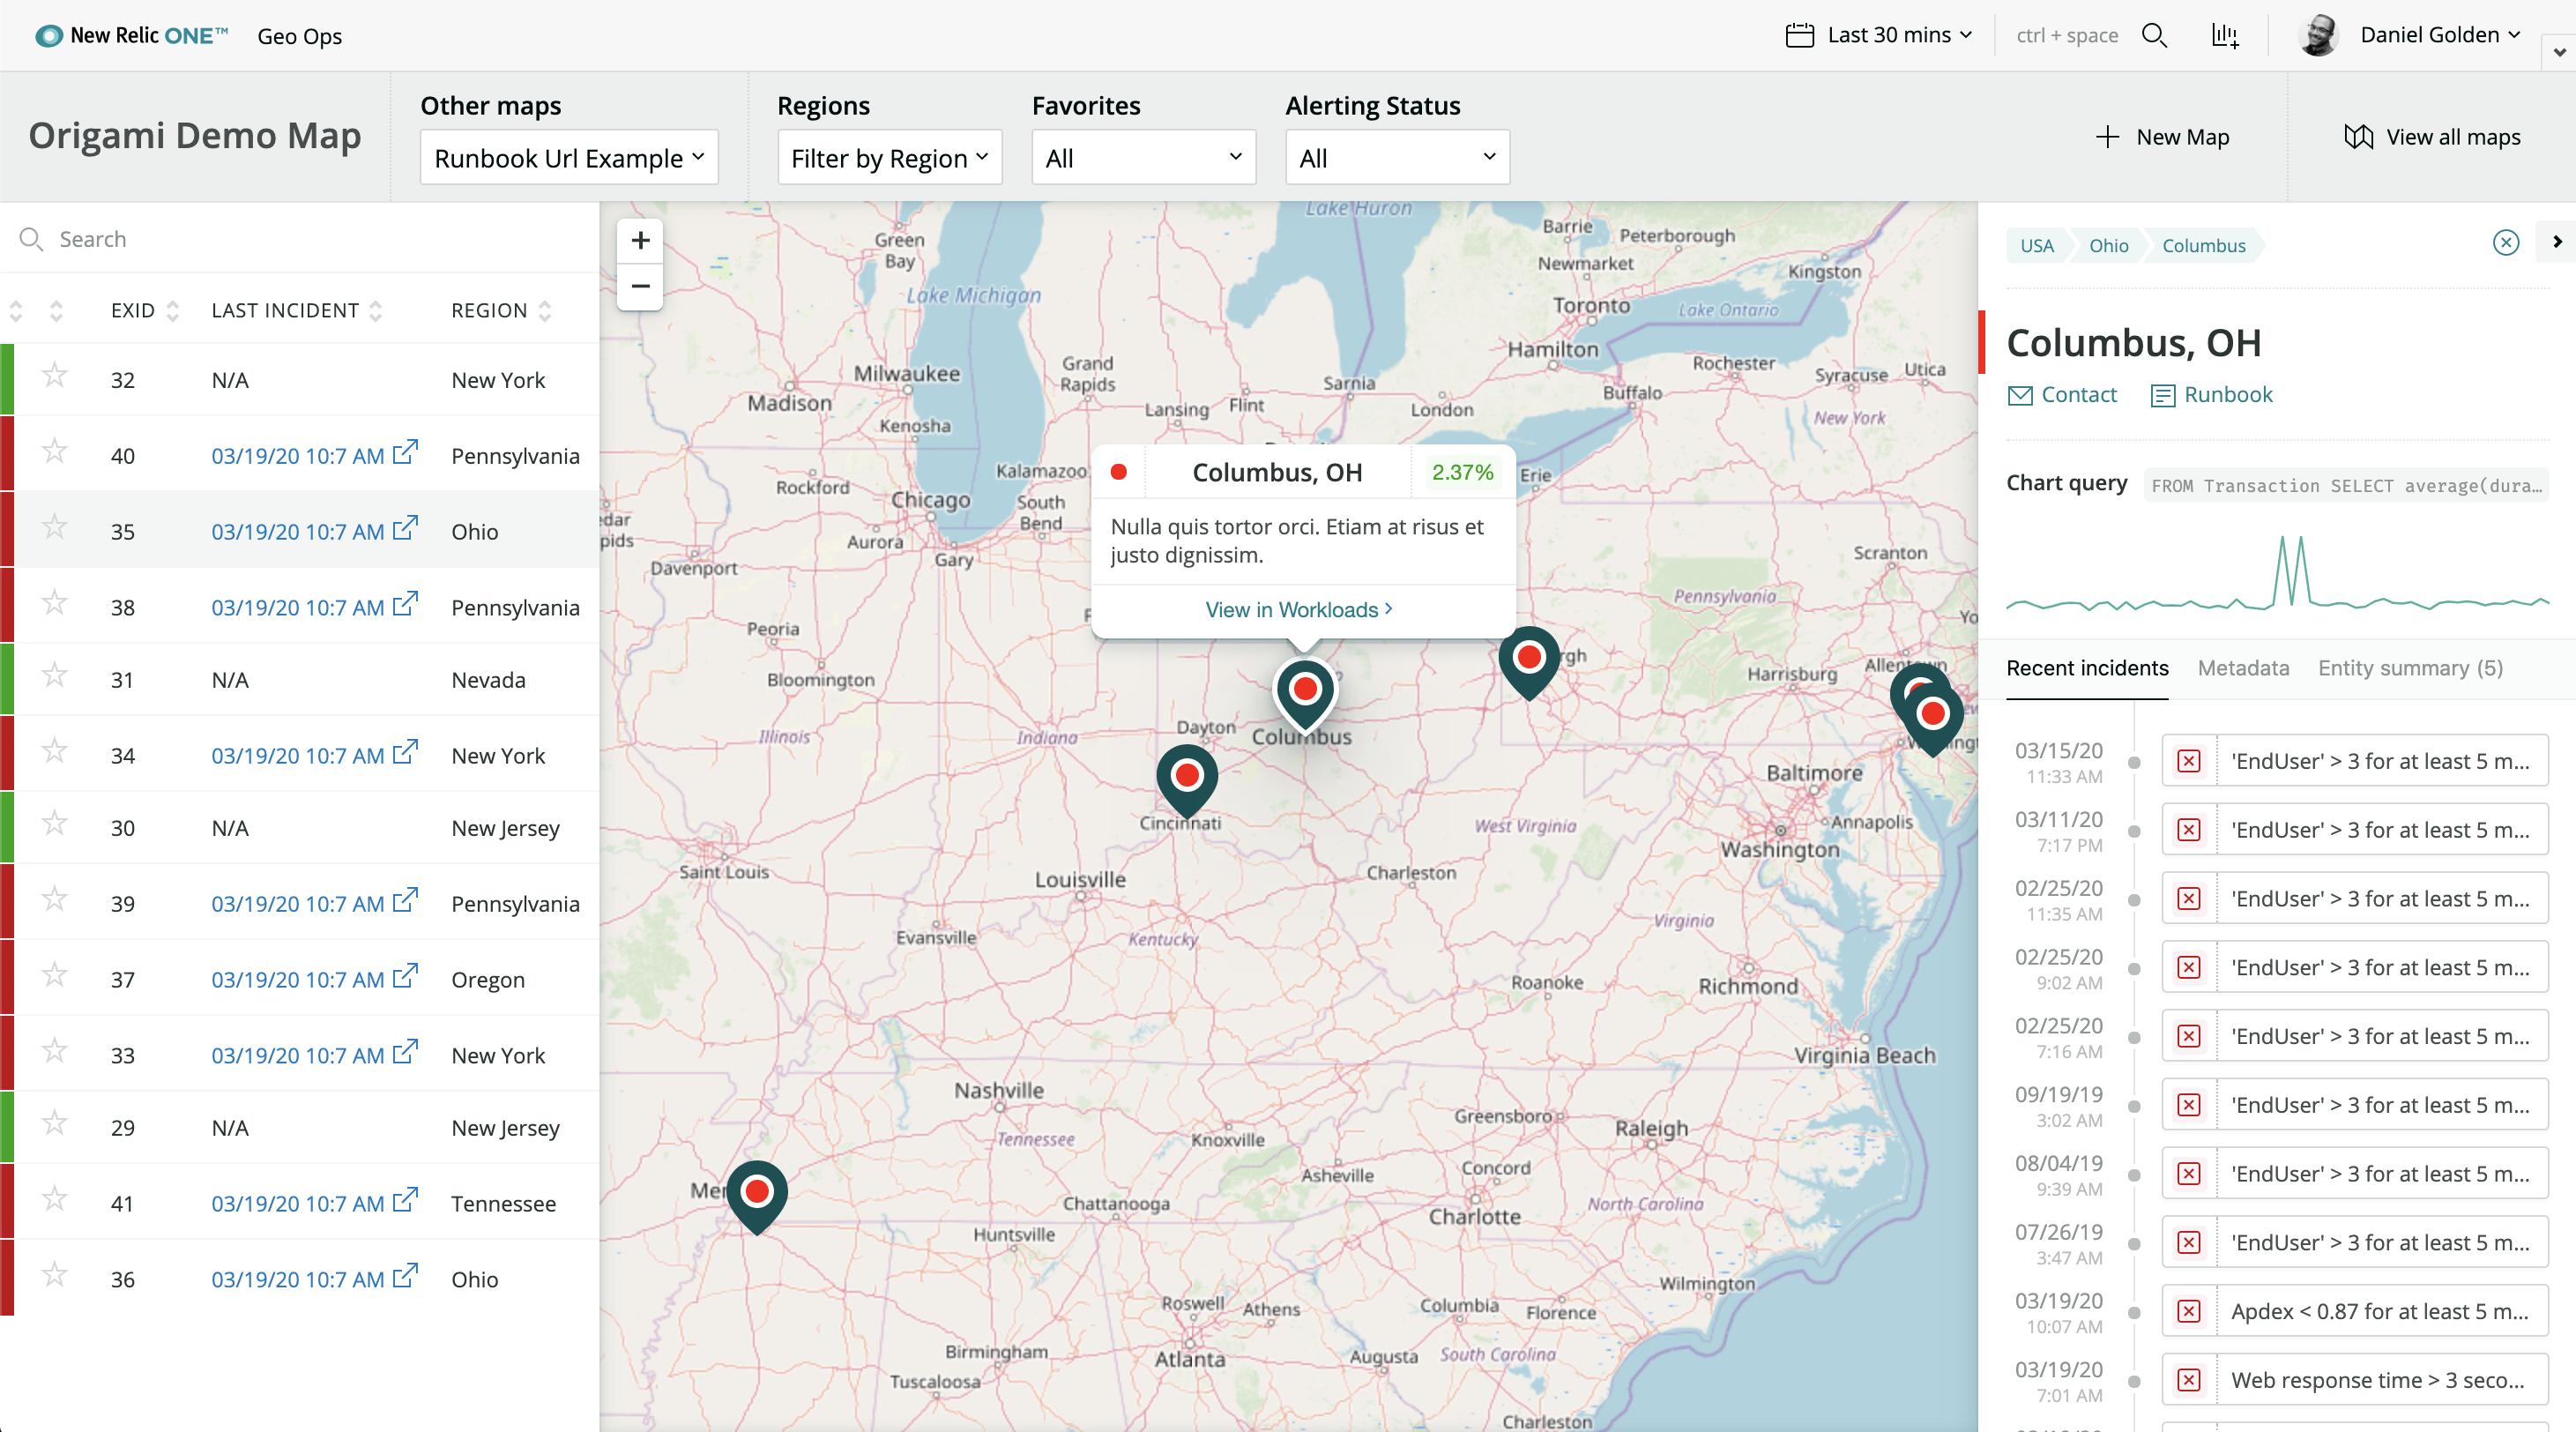 New Relic ONE™ Geo Ops
Last 30 mins
ctrl + space
Daniel Golden
Origami Demo Map
Other maps
Runbook Url Example
Regions
Filter by Region
Favorites
All
Alerting Status
All
New Map
View all maps
Search
EXID LAST INCIDENT REGION
32 N/A New York
40 03/19/20 10:7 AM Pennsylvania
35 03/19/20 10:7 AM Ohio
38 03/19/20 10:7 AM Pennsylvania
31 N/A Nevada
34 03/19/20 10:7 AM New York
30 N/A New Jersey
39 03/19/20 10:7 AM Pennsylvania
37 03/19/20 10:7 AM Oregon
33 03/19/20 10:7 AM New York
29 N/A New Jersey
41 03/19/20 10:7 AM Tennessee
36 03/19/20 10:7 AM Ohio
+
−
Lake Huron
Green
Bay
Barrie
Peterborough
Newmarket
Kingston
Lake Michigan
Toronto
Lake Ontario
Hamilton
Rochester
Syracuse
Utica
Grand
Rapids
Milwaukee
Sarnia
Buffalo
Madison
Lansing
Flint
London
New York
Kenosha
Kalamazoo
Rockford
Chicago
South
Bend
Erie
Aurora
Gary
Davenport
Scranton
Columbus, OH
2.37%
Nulla quis tortor orci. Etiam at risus et
justo dignissim.
View in Workloads
Pennsylvania
Peoria
Bloomington
Harrisburg
Allentown
Illinois
Indiana
Dayton
Columbus
Baltimore
Cincinnati
West Virginia
Annapolis
Washington
Saint Louis
Louisville
Charleston
Virginia
Evansville
Kentucky
Roanoke
Richmond
Virginia Beach
Nashville
Greensboro
Raleigh
Tennessee
Knoxville
Asheville
Concord
Chattanooga
Charlotte
North Carolina
Huntsville
Wilmington
Roswell
Athens
Columbia
Florence
Birmingham
Atlanta
Augusta
South Carolina
Tuscaloosa
Charleston
USA
Ohio
Columbus
Columbus, OH
Contact
Runbook
Chart query
FROM Transaction SELECT average(dura…
Recent incidents
Metadata
Entity summary (5)
03/15/20
11:33 AM
'EndUser' > 3 for at least 5 m...
03/11/20
7:17 PM
'EndUser' > 3 for at least 5 m...
02/25/20
11:35 AM
'EndUser' > 3 for at least 5 m...
02/25/20
9:02 AM
'EndUser' > 3 for at least 5 m...
02/25/20
7:16 AM
'EndUser' > 3 for at least 5 m...
09/19/19
3:02 AM
'EndUser' > 3 for at least 5 m...
08/04/19
9:39 AM
'EndUser' > 3 for at least 5 m...
07/26/19
3:47 AM
'EndUser' > 3 for at least 5 m...
03/19/20
10:07 AM
Apdex < 0.87 for at least 5 m...
03/19/20
7:01 AM
Web response time > 3 seco...